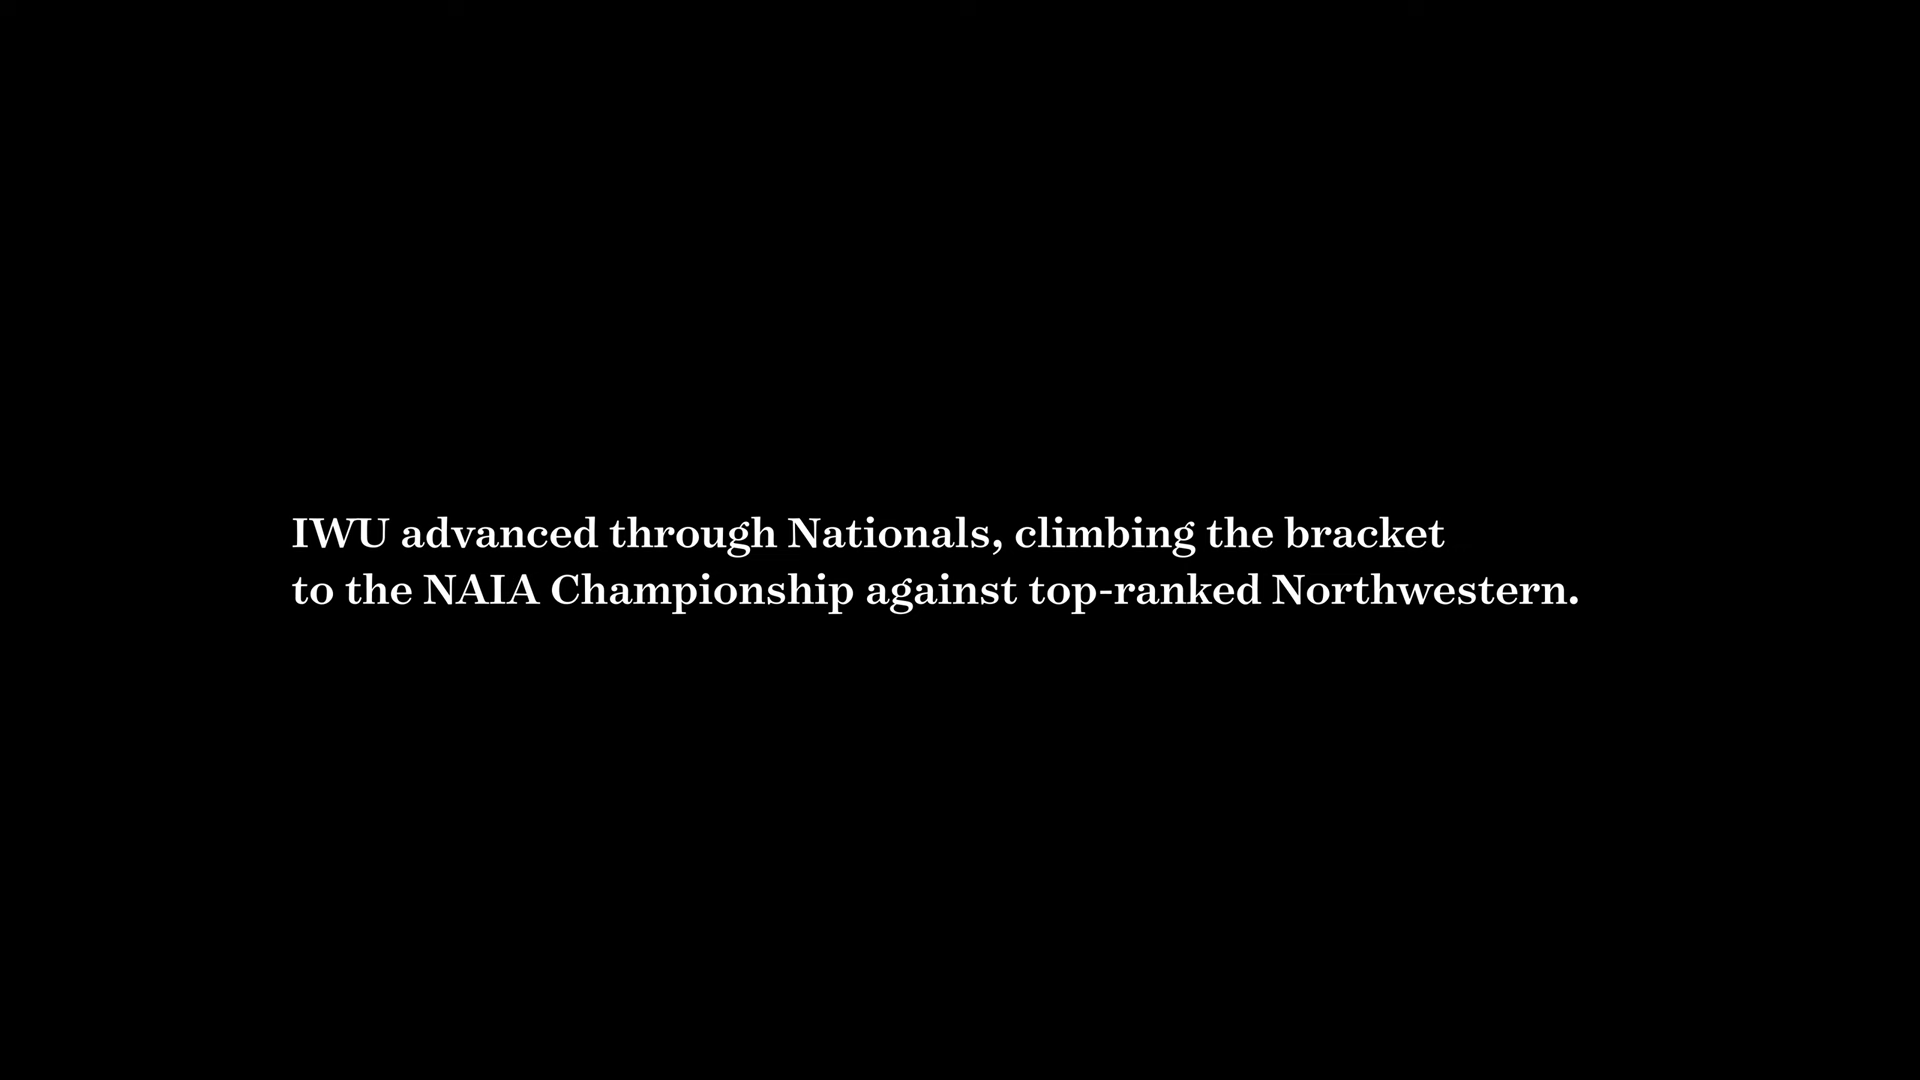 IWU advanced through Nationals, climbing the bracket
to the NAIA Championship against top-ranked Northwestern.